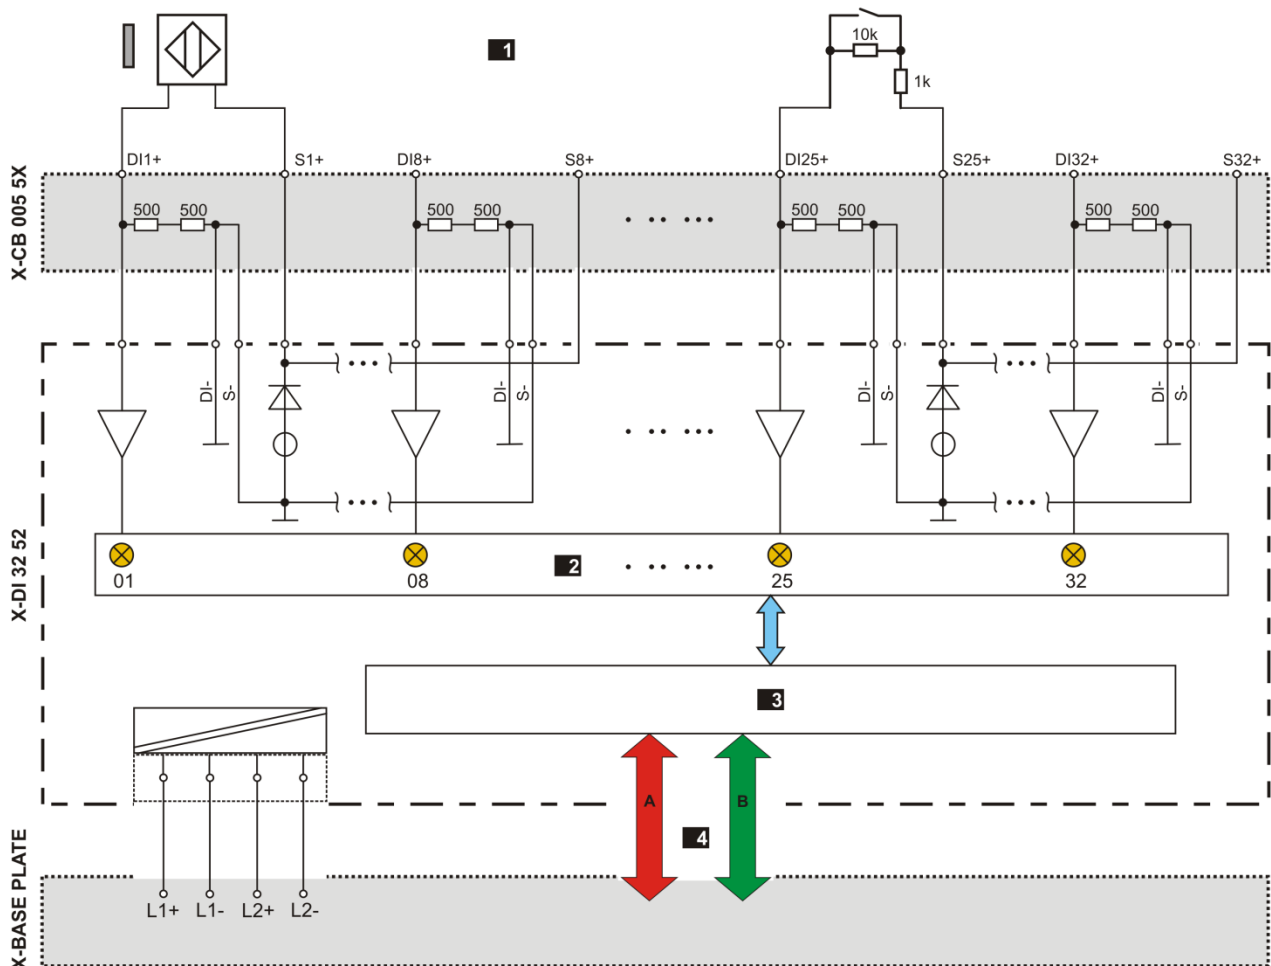 1
10k
1k
DI1+ S1+ DI8+ S8+ DI25+ S25+ DI32+ S32+
X-CB 005 5X
500 500 500 500 500 500 500 500
DI- S- DI- S- DI- S- DI- S-
X-DI 32 52
01 08 2 25 32
3
A B
4
X-BASE PLATE
L1+ L1- L2+ L2-